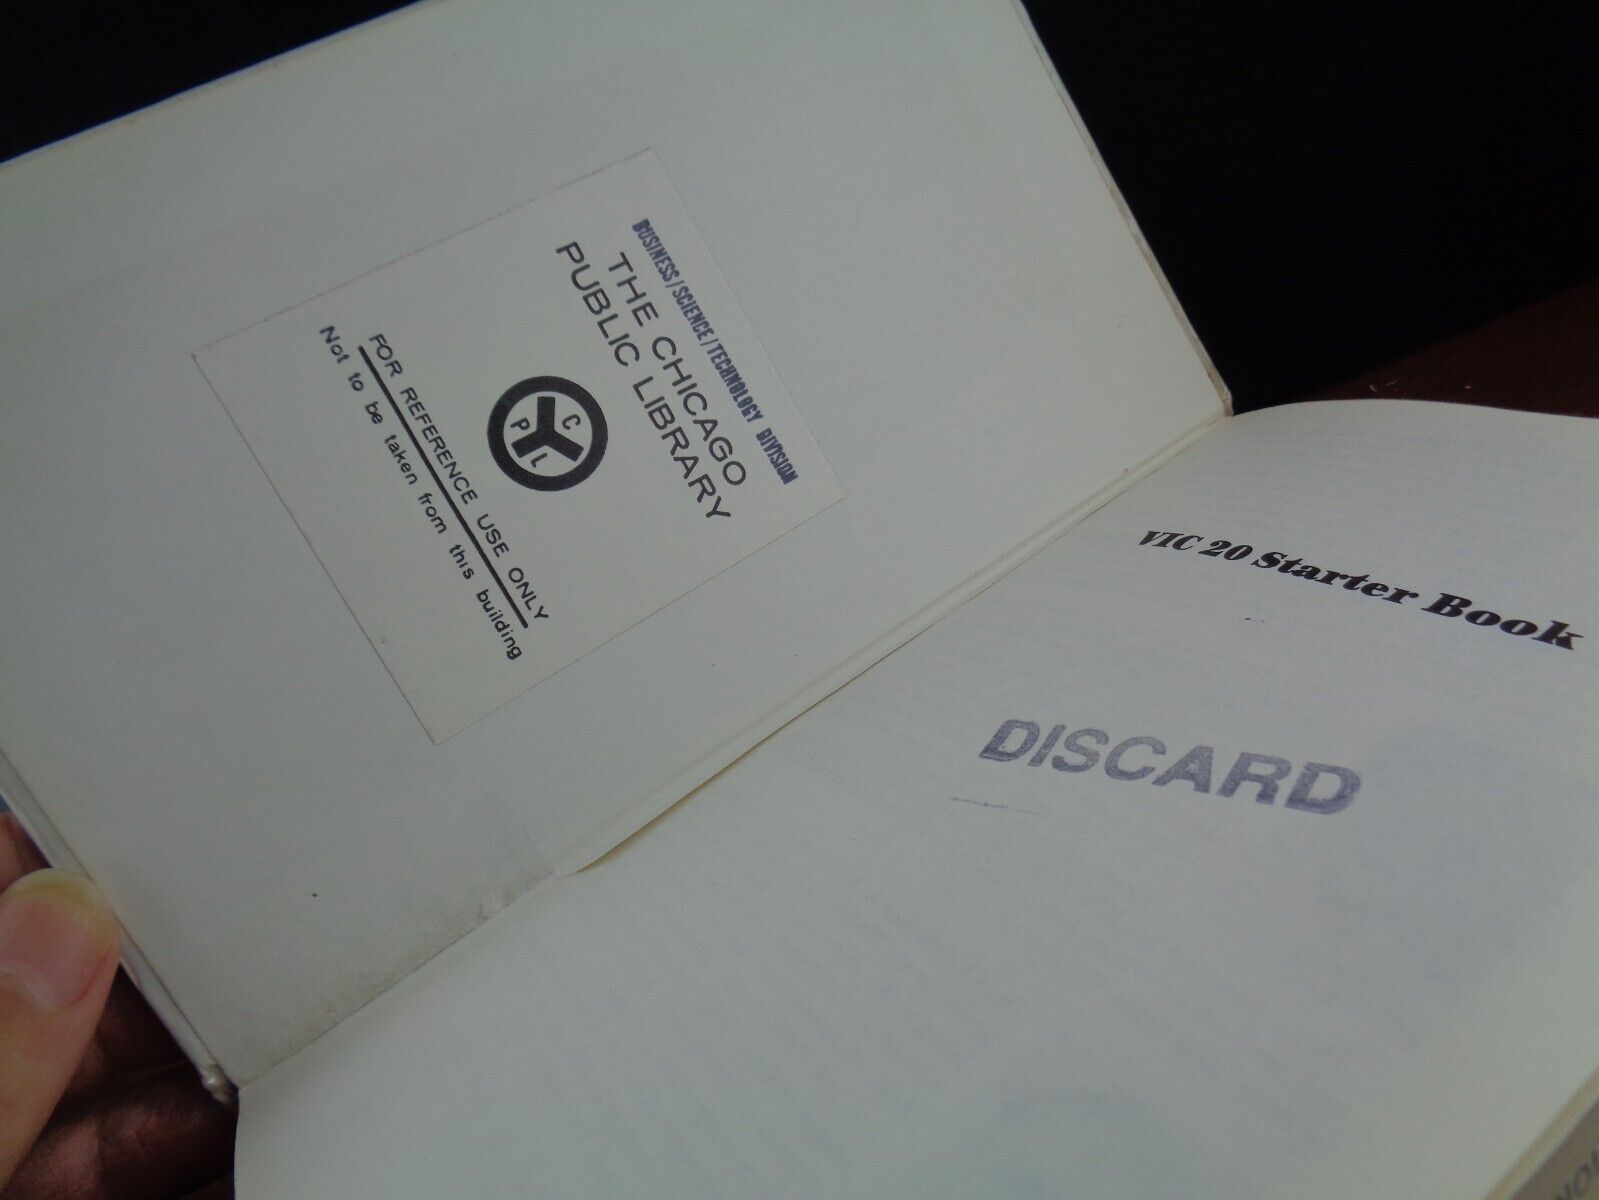 BUSINESS/SCIENCE/TECHNOLOGY DIVISION
THE CHICAGO
PUBLIC LIBRARY
C
P
L
FOR REFERENCE USE ONLY
Not to be taken from this building
VIC 20 Starter Book
DISCARD